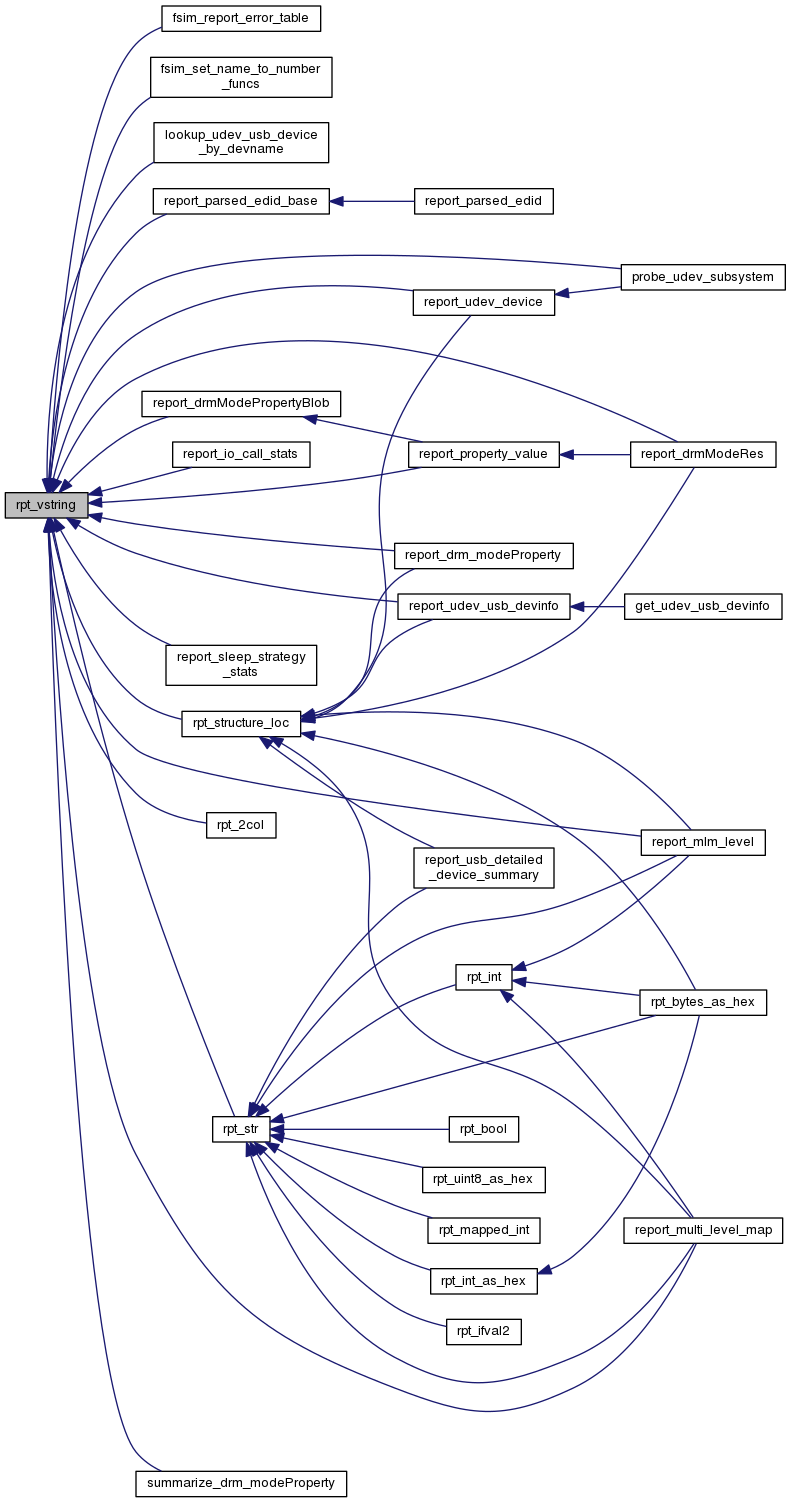 fsim_report_error_table
fsim_set_name_to_number
_funcs
lookup_udev_usb_device
_by_devname
report_parsed_edid_base
report_parsed_edid
probe_udev_subsystem
report_udev_device
report_drmModePropertyBlob
report_io_call_stats
report_property_value
report_drmModeRes
rpt_vstring
report_drm_modeProperty
report_udev_usb_devinfo
get_udev_usb_devinfo
report_sleep_strategy
_stats
rpt_structure_loc
rpt_2col
report_mlm_level
report_usb_detailed
_device_summary
rpt_int
rpt_bytes_as_hex
rpt_str
rpt_bool
rpt_uint8_as_hex
rpt_mapped_int
report_multi_level_map
rpt_int_as_hex
rpt_ifval2
summarize_drm_modeProperty